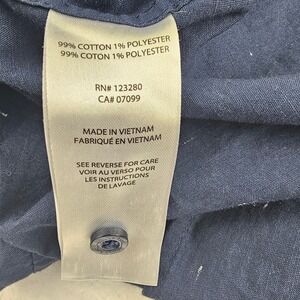 99% COTTON 1% POLYESTER
99% COTON 1% POLYESTER
RN# 123280
CA# 07099
MADE IN VIETNAM
FABRIQUÉ EN VIETNAM
SEE REVERSE FOR CARE
VOIR AU VERSO POUR
LES INSTRUCTIONS
DE LAVAGE